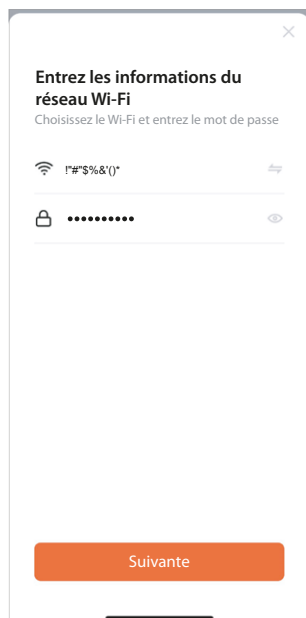 Entrez les informations du
réseau Wi-Fi
Choisissez le Wi-Fi et entrez le mot de passe
!"#"$%&'()*
••••••••••
Suivante